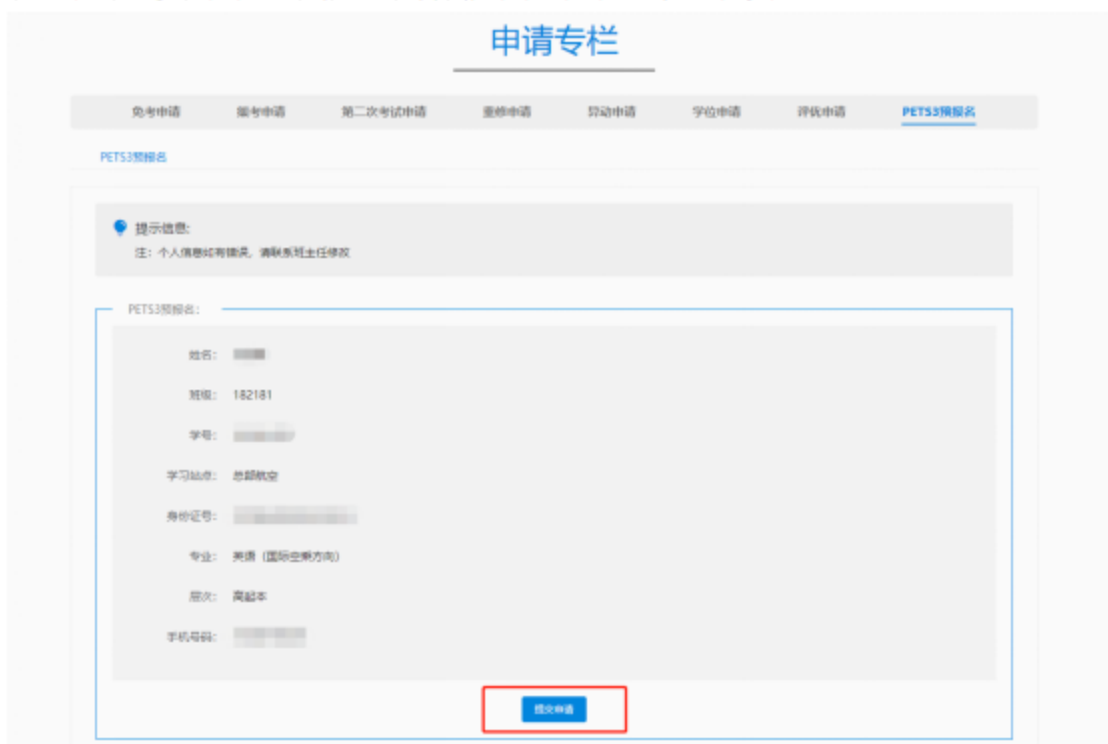 申请专栏
免考申请 缓考申请 第二次考试申请 重修申请 异动申请 学位申请 评优申请 PETS3预报名
PETS3预报名
提示信息:
注：个人信息如有错误，请联系班主任修改
PETS3预报名：
姓名：
班级： 182181
学号：
学习站点： 总部航空
身份证号：
专业： 英语（国际空乘方向）
层次： 高起本
手机号码：
提交申请